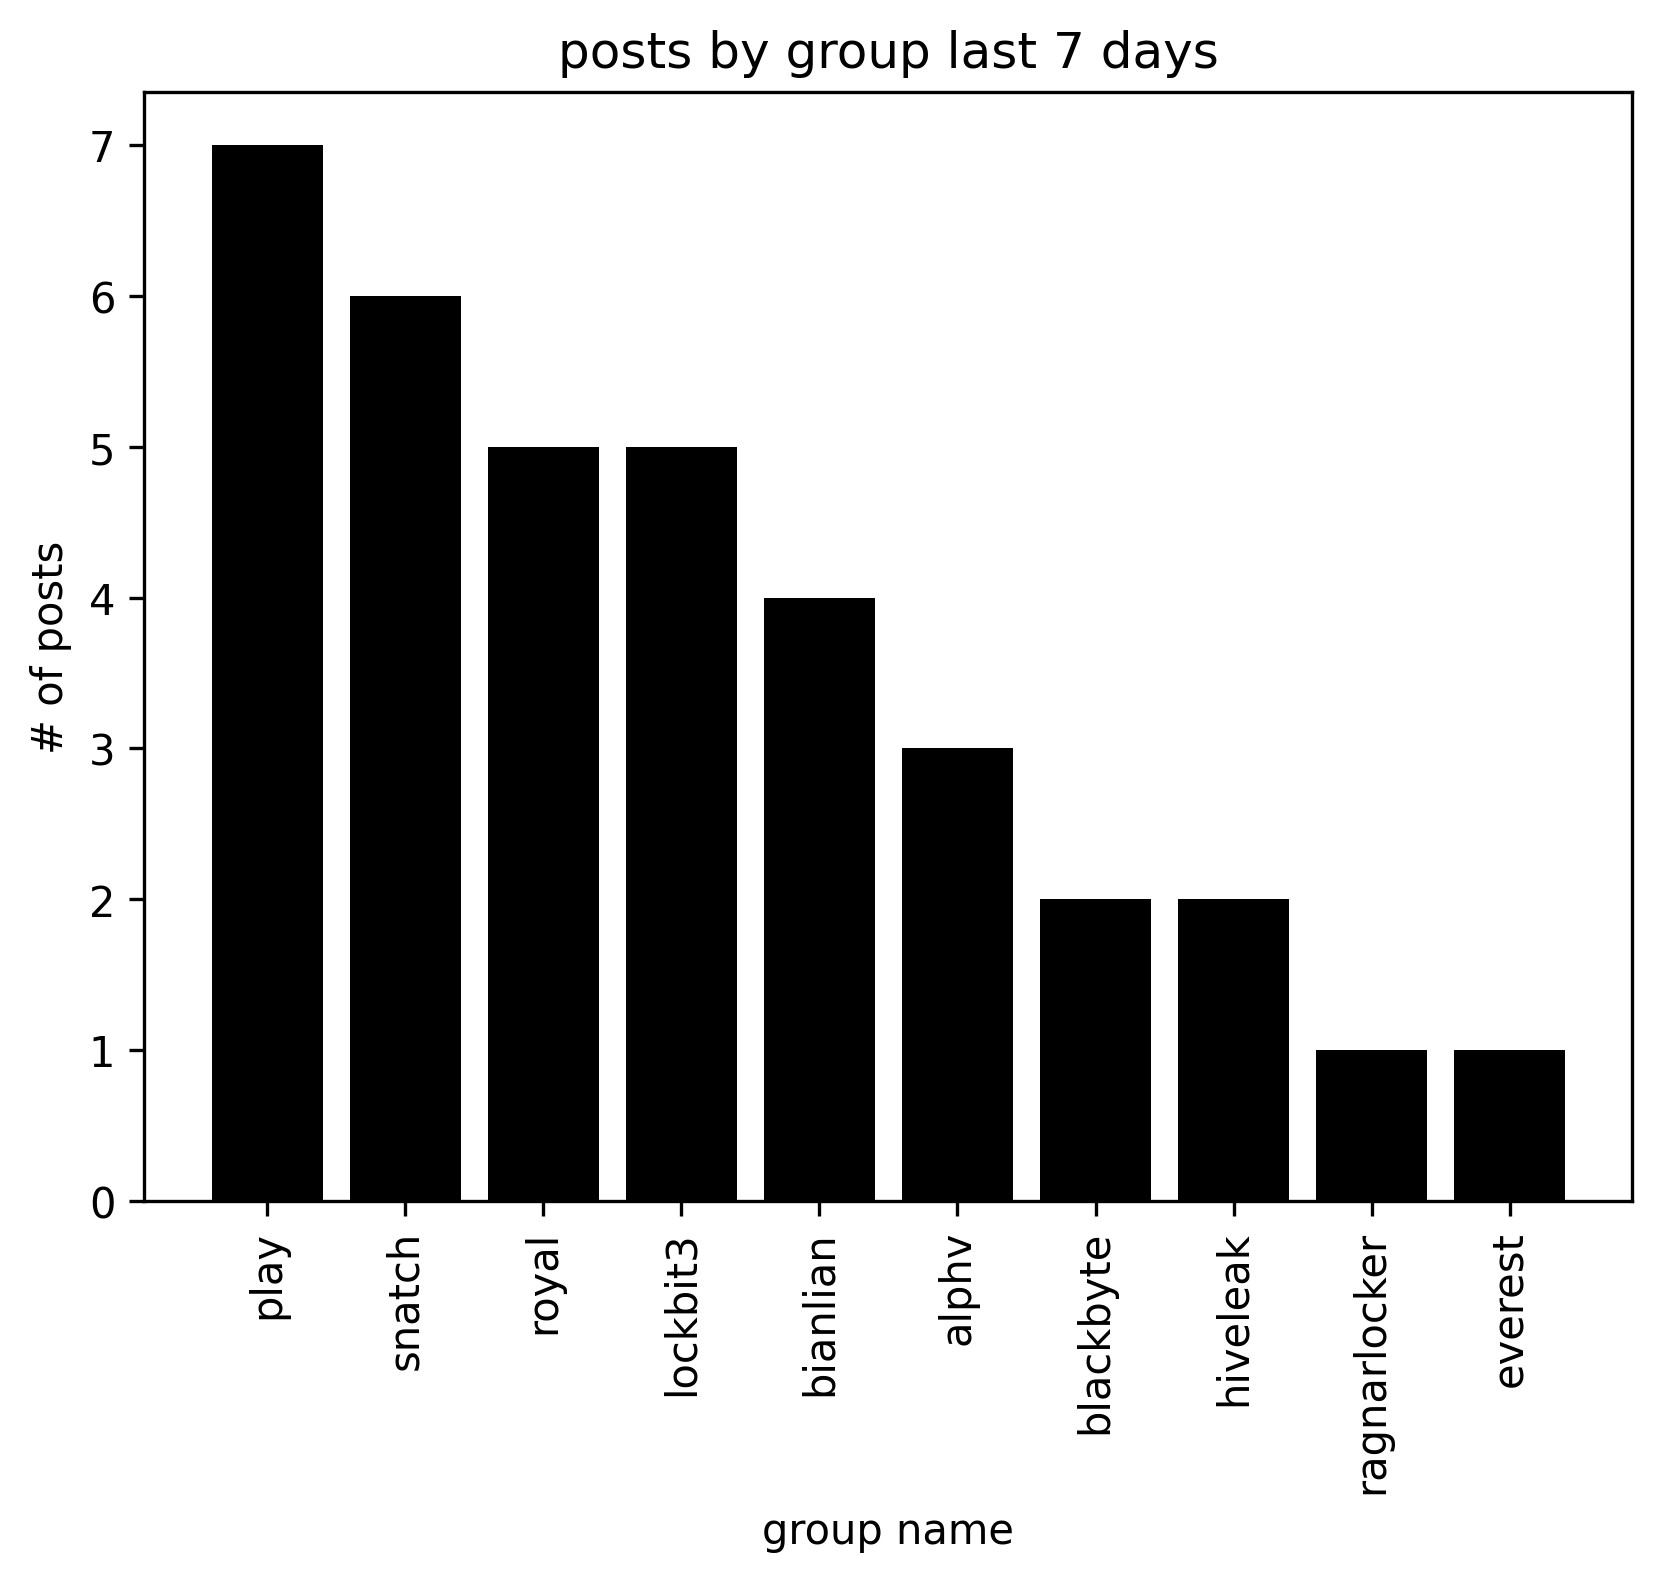 posts by group last 7 days
7
6
5
4
3
2
1
0
# of posts
play
snatch
royal
lockbit3
bianlian
alphv
blackbyte
hiveleak
ragnarlocker
everest
group name